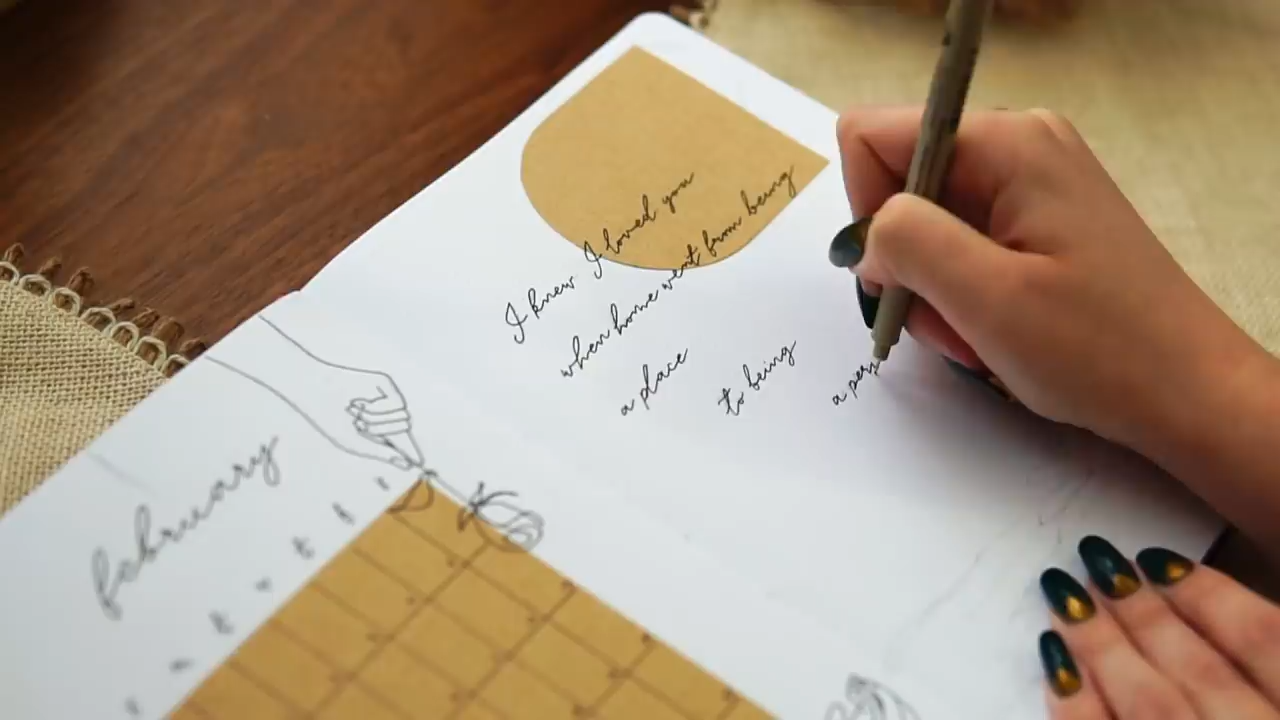 I knew I loved you
when home went from being
a place to being a pers
february